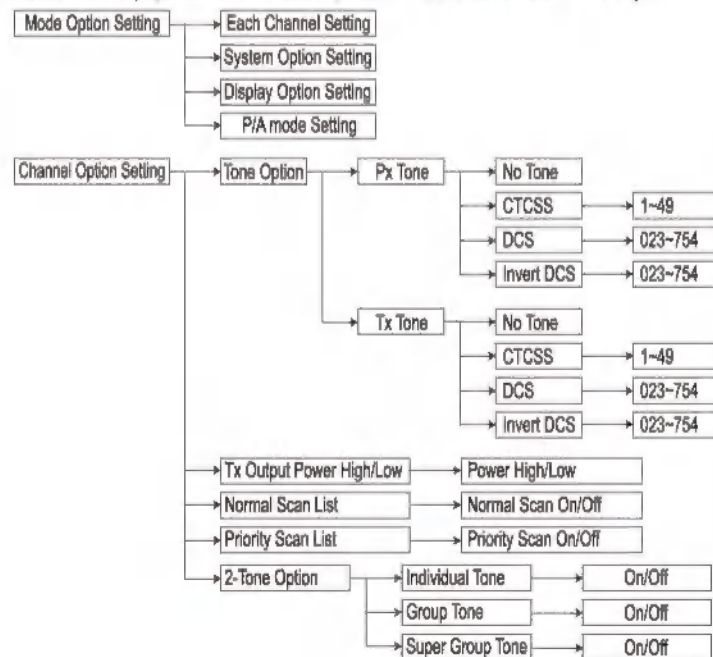 Mode Option Setting Each Channel Setting
System Option Setting
Display Option Setting
P/A mode Setting
Channel Option Setting Tone Option Px Tone No Tone
CTCSS 1~49
DCS 023~754
Invert DCS 023~754
Tx Tone No Tone
CTCSS 1~49
DCS 023~754
Invert DCS 023~754
Tx Output Power High/Low Power High/Low
Normal Scan List Normal Scan On/Off
Priority Scan List Priority Scan On/Off
2-Tone Option Individual Tone On/Off
Group Tone On/Off
Super Group Tone On/Off